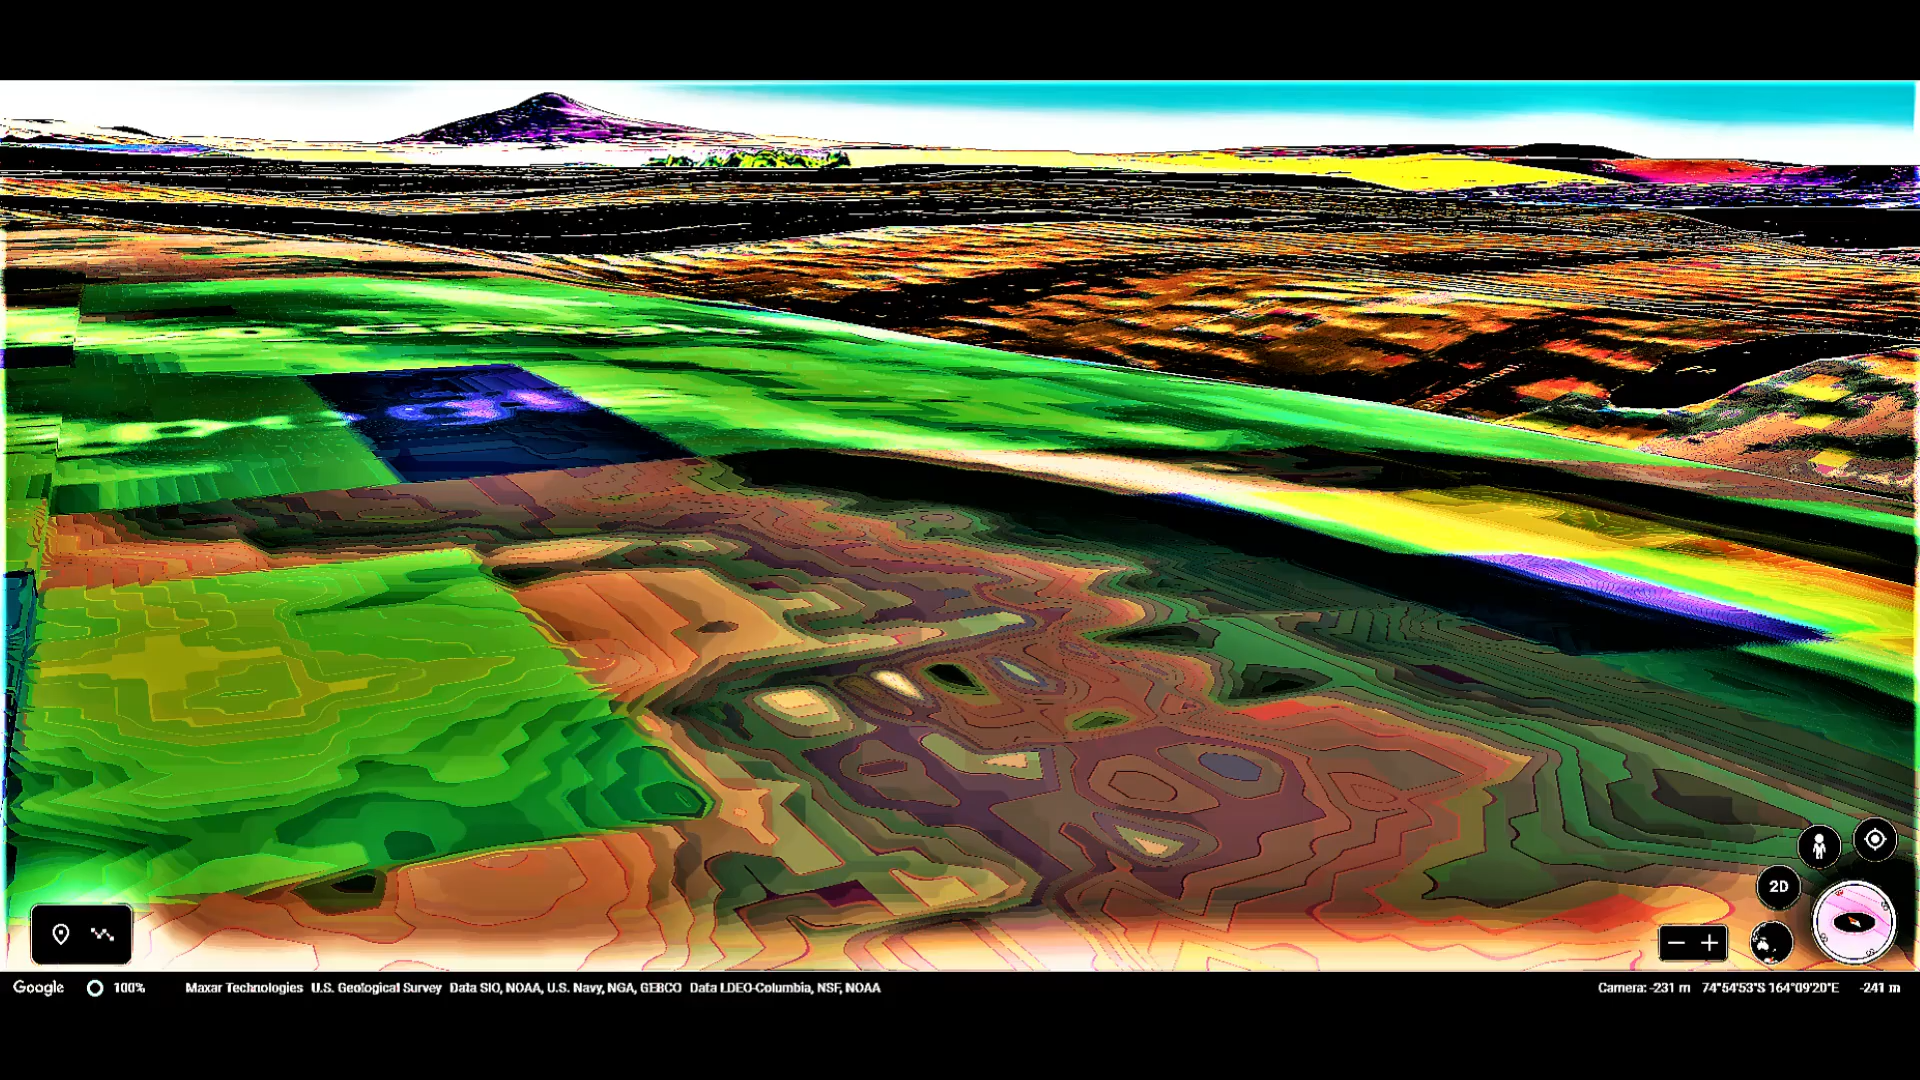 2D
Google 100% Maxar Technologies U.S. Geological Survey Data SIO, NOAA, U.S. Navy, NGA, GEBCO Data LDEO-Columbia, NSF, NOAA Camera: -231 m 74°54'53"S 164°09'20"E -241 m